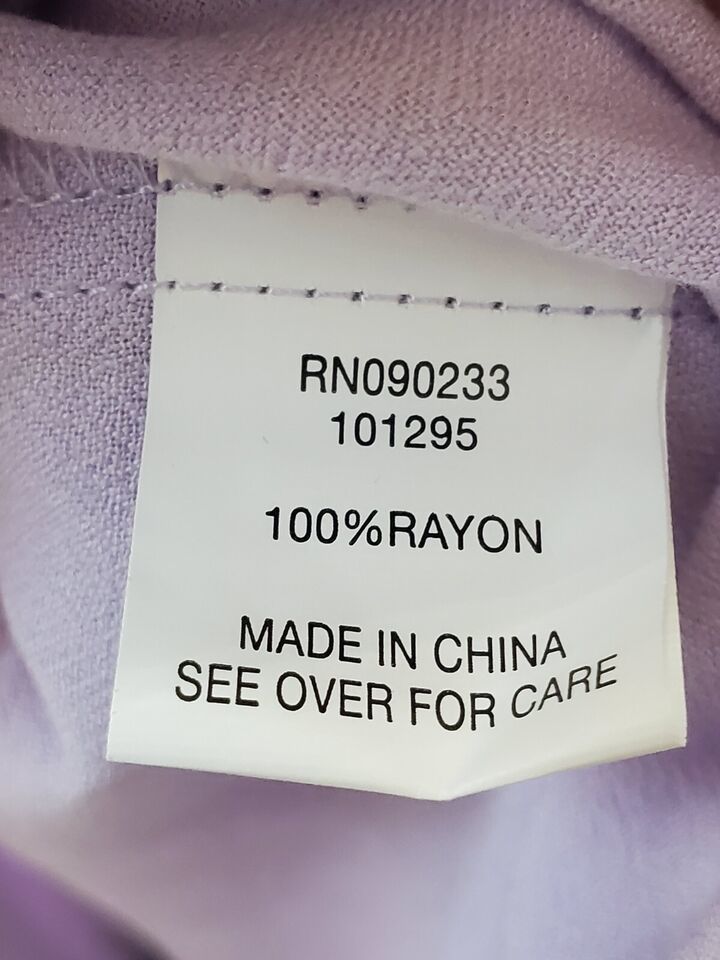 RN090233
101295
100%RAYON
MADE IN CHINA
SEE OVER FOR CARE